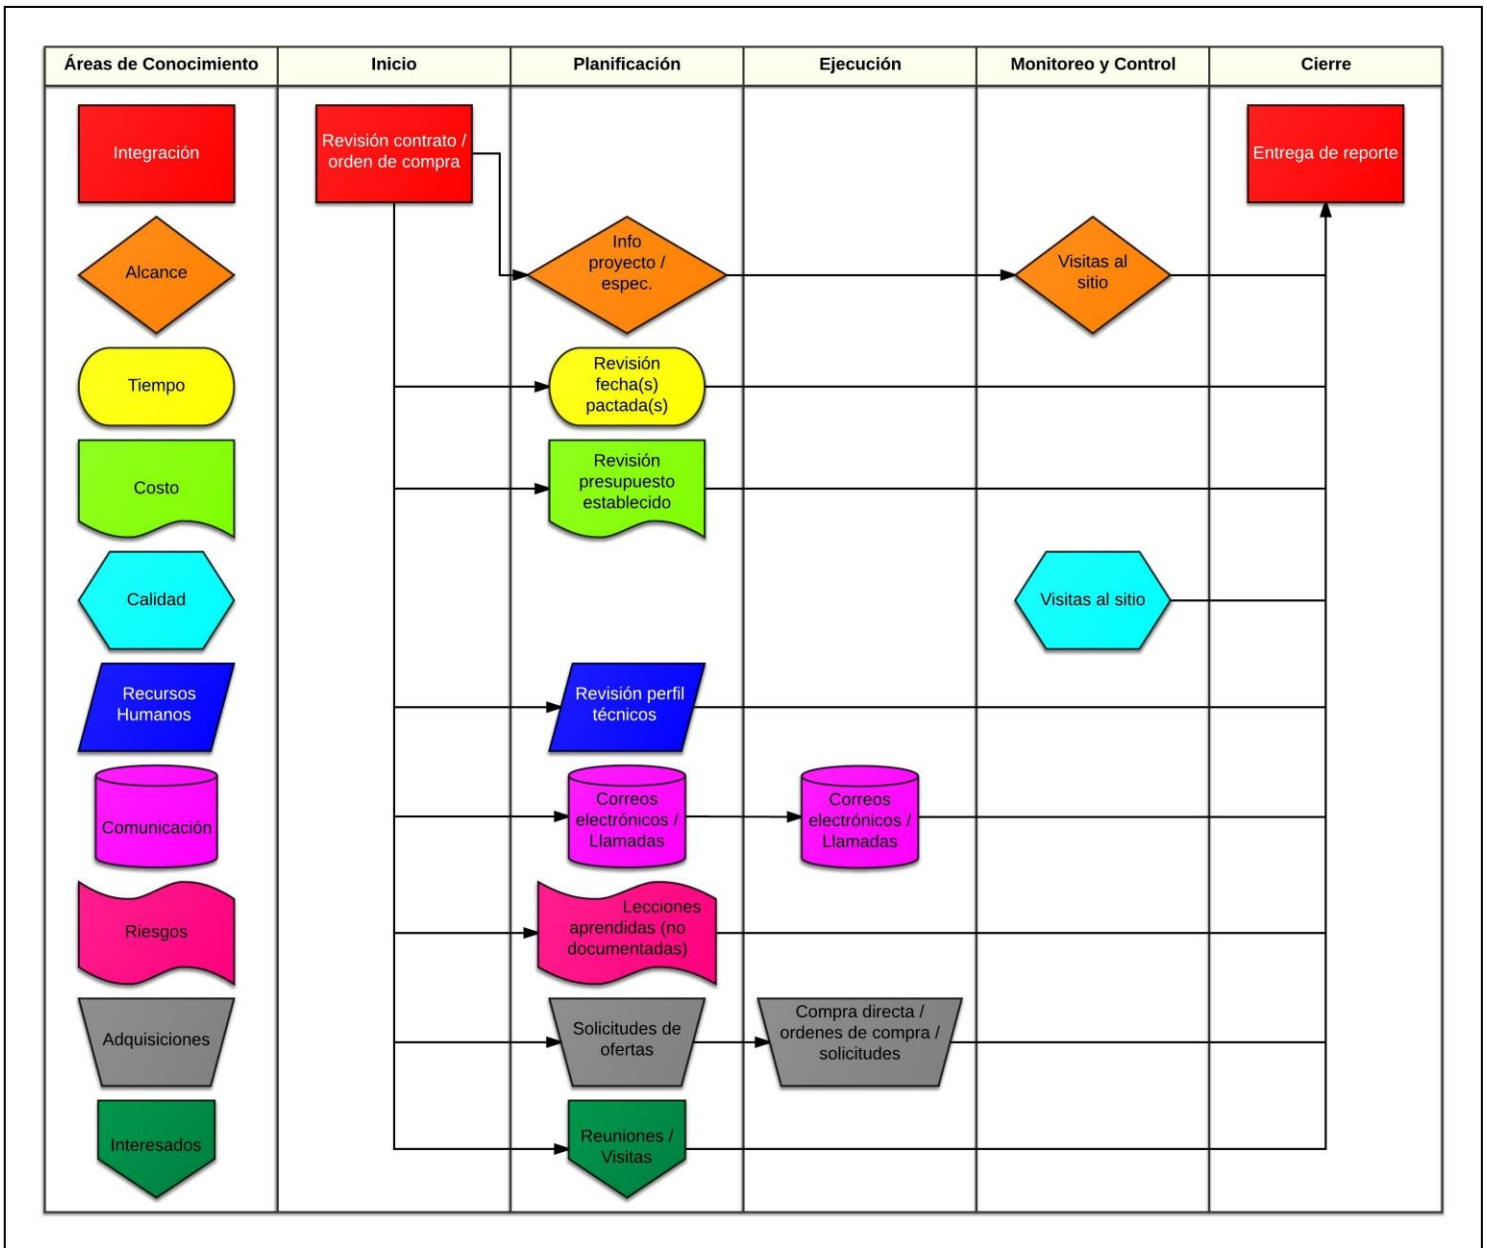 Áreas de Conocimiento
Inicio
Planificación
Ejecución
Monitoreo y Control
Cierre
Integración
Revisión contrato /
orden de compra
Entrega de reporte
Alcance
Info
proyecto /
espec.
Visitas al
sitio
Tiempo
Revisión
fecha(s)
pactada(s)
Costo
Revisión
presupuesto
establecido
Calidad
Visitas al sitio
Recursos
Humanos
Revisión perfil
técnicos
Comunicación
Correos
electrónicos /
Llamadas
Correos
electrónicos /
Llamadas
Riesgos
Lecciones
aprendidas (no
documentadas)
Adquisiciones
Solicitudes de
ofertas
Compra directa /
ordenes de compra /
solicitudes
Interesados
Reuniones /
Visitas